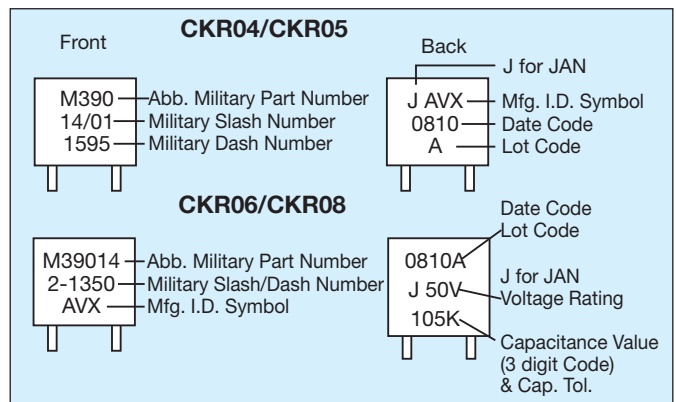 CKR04/CKR05
Front
M390
14/01
1595
Abb. Military Part Number
Military Slash Number
Military Dash Number
Back
J for JAN
J AVX
0810
A
Mfg. I.D. Symbol
Date Code
Lot Code
CKR06/CKR08
M39014
2-1350
AVX
Abb. Military Part Number
Military Slash/Dash Number
Mfg. I.D. Symbol
0810A
J 50V
105K
Date Code
Lot Code
J for JAN
Voltage Rating
Capacitance Value
(3 digit Code)
& Cap. Tol.